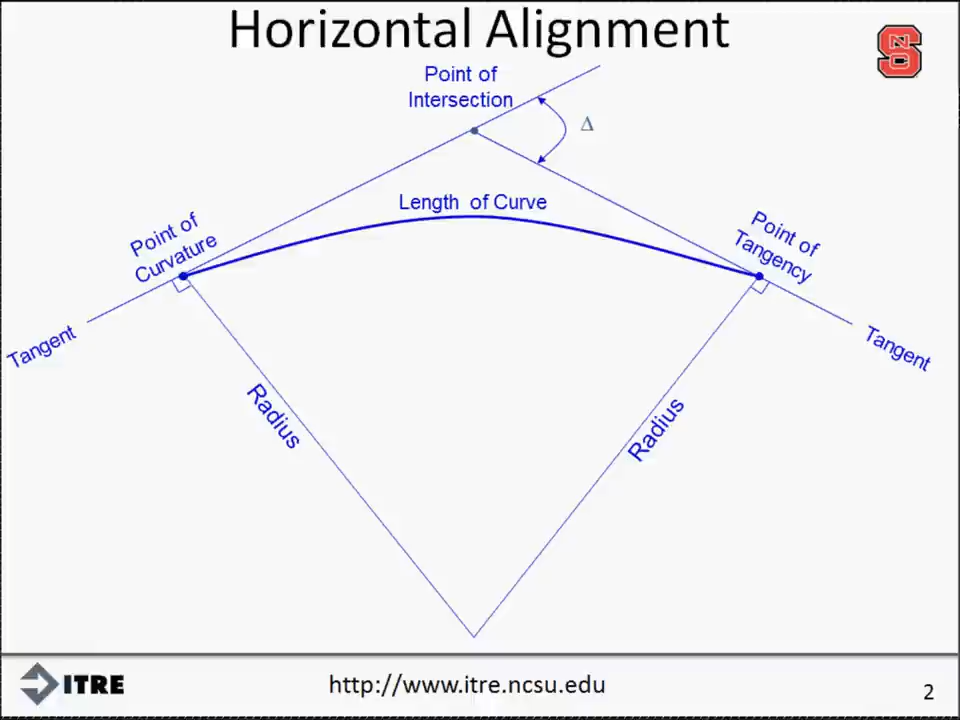 Horizontal Alignment
Point of
Intersection
Δ
Length of Curve
Point of
Curvature
Point of
Tangency
Tangent
Tangent
Radius
Radius
ITRE
http://www.itre.ncsu.edu
2
NCS